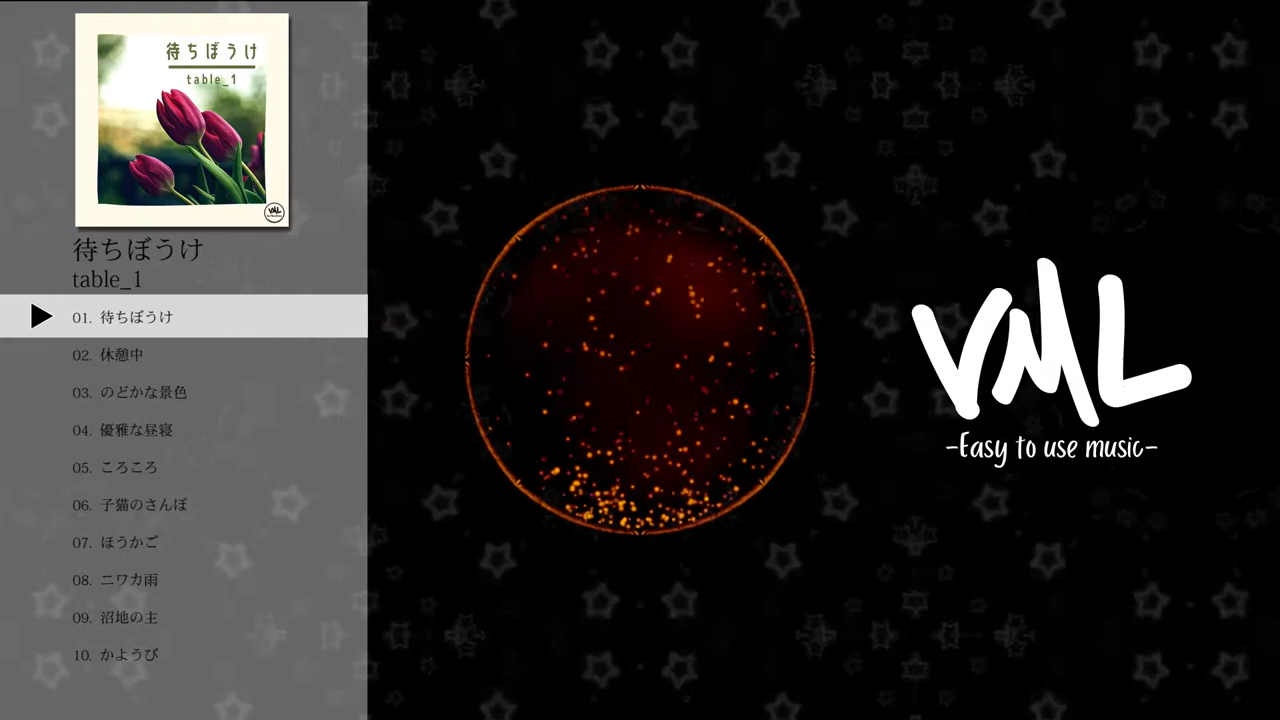 待ちぼうけ
table_1
VML
待ちぼうけ
table_1
01. 待ちぼうけ
02. 休憩中
03. のどかな景色
04. 優雅な昼寝
05. ころころ
06. 子猫のさんぽ
07. ほうかご
08. ニワカ雨
09. 沼地の主
10. かようび
VML
-Easy to use music-